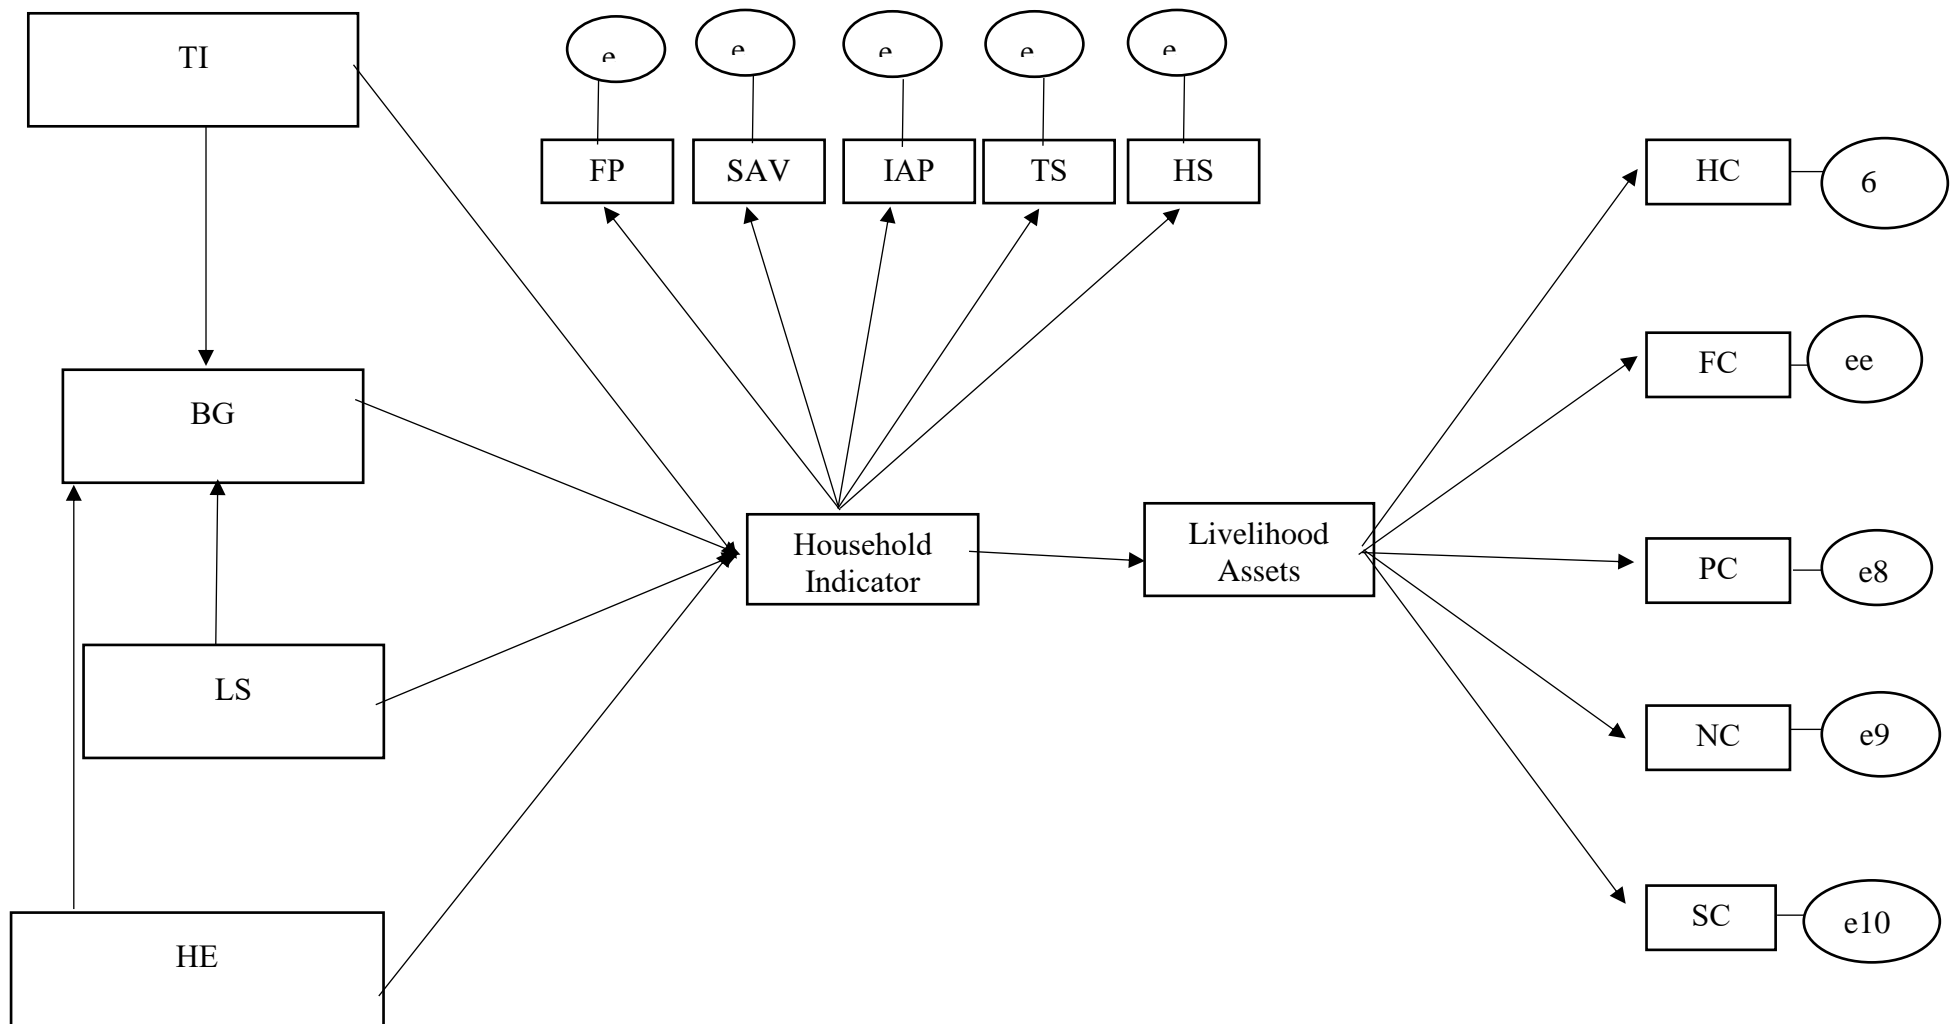 TI
e
e
e
e
e
FP
SAV
IAP
TS
HS
HC
6
BG
FC
ee
Household
Indicator
Livelihood
Assets
PC
e8
LS
NC
e9
HE
SC
e10